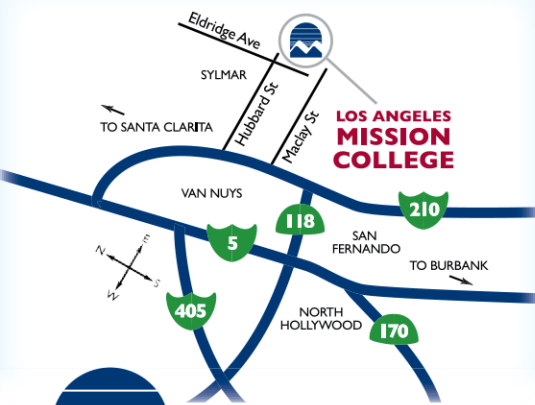 Eldridge Ave
SYLMAR
Hubbard St
Maclay St
TO SANTA CLARITA
LOS ANGELES
MISSION
COLLEGE
VAN NUYS
118
210
5
SAN
FERNANDO
TO BURBANK
N
E
S
W
405
NORTH
HOLLYWOOD
170